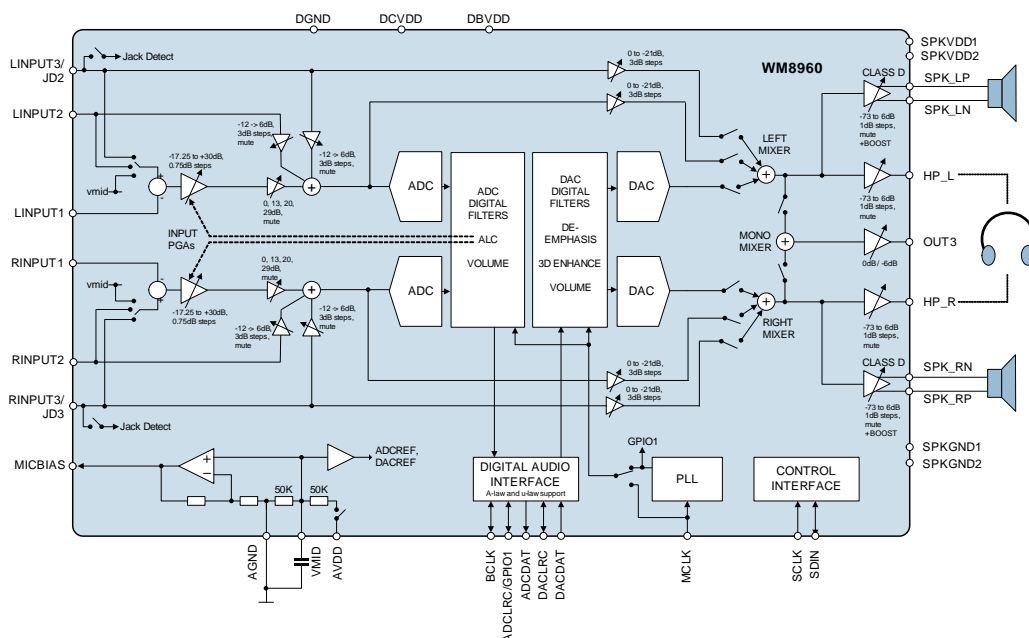 DGND
DCVDD
DBVDD
LINPUT3/
JD2
Jack Detect
0 to -21dB,
3dB steps
WM8960
SPKVDD1
SPKVDD2
CLASS D
SPK_LP
SPK_LN
LINPUT2
-12 -> 6dB,
3dB steps
mute
0 to -21dB,
3dB steps
-73 to 6dB
1dB steps,
mute
+BOOST
LEFT
MIXER
-17.25 to +30dB,
0.75dB steps
-12 -> 6dB,
3dB steps,
mute
vmid
+
-
+
ADC
ADC
DIGITAL
FILTERS
ALC
VOLUME
DAC
DIGITAL
FILTERS
DE-
EMPHASIS
3D ENHANCE
VOLUME
DAC
+
HP_L
LINPUT1
0, 13, 20,
29dB,
mute
-73 to 6dB
1dB steps,
mute
INPUT
PGAs
MONO
MIXER
+
OUT3
0dB / -6dB
RINPUT1
0, 13, 20,
29dB,
mute
vmid
-
+
+
ADC
DAC
+
HP_R
-17.25 to +30dB,
0.75dB steps
-12 -> 6dB,
3dB steps,
mute
-12 -> 6dB,
3dB steps,
mute
RIGHT
MIXER
-73 to 6dB
1dB steps,
mute
RINPUT2
CLASS D
SPK_RN
SPK_RP
0 to -21dB,
3dB steps
RINPUT3/
JD3
0 to -21dB,
3dB steps
-73 to 6dB
1dB steps,
mute
+BOOST
Jack Detect
GPIO1
SPKGND1
SPKGND2
MICBIAS
+
-
ADCREF,
DACREF
DIGITAL AUDIO
INTERFACE
A-law and u-law support
PLL
CONTROL
INTERFACE
50K
50K
AGND
VMID
AVDD
BCLK
ADCLRC/GPIO1
ADCDAT
DACLRC
DACDAT
MCLK
SCLK
SDIN